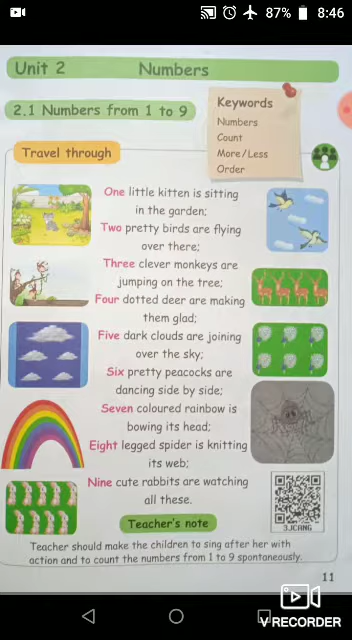 87% 8:46
Unit 2 Numbers
2.1 Numbers from 1 to 9
Keywords
Numbers
Count
More/Less
Order
Travel through
One little kitten is sitting
in the garden;
Two pretty birds are flying
over there;
Three clever monkeys are
jumping on the tree;
Four dotted deer are making
them glad;
Five dark clouds are joining
over the sky;
Six pretty peacocks are
dancing side by side;
Seven coloured rainbow is
bowing its head;
Eight legged spider is knitting
its web;
Nine cute rabbits are watching
all these.
3JCANG
Teacher's note
Teacher should make the children to sing after her with
action and to count the numbers from 1 to 9 spontaneously.
11
V RECORDER